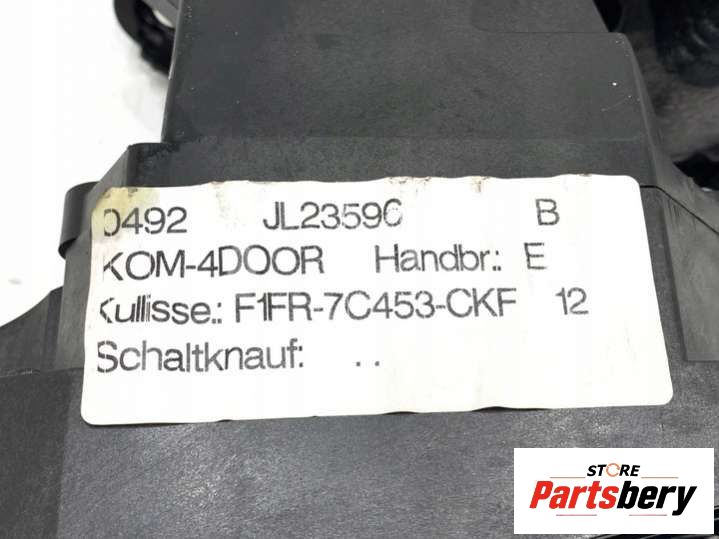 0492 JL23590 B
KOM-4DOOR Handbr.: E
Kullisse.: F1FR-7C453-CKF 12
Schaltknauf: . .
STORE
Partsbery